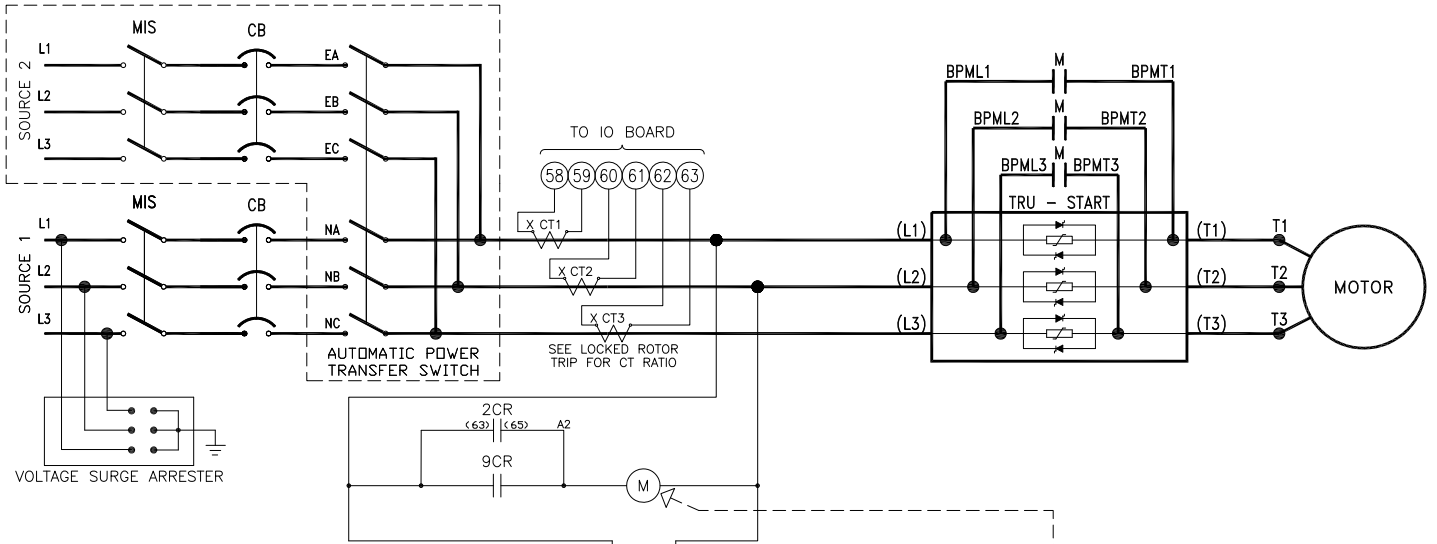 MIS
CB
L1
EA
L2
EB
L3
EC
SOURCE 2
MIS
CB
L1
NA
L2
NB
L3
NC
SOURCE 1
AUTOMATIC POWER
TRANSFER SWITCH
TO IO BOARD
58 59 60 61 62 63
X CT1
X CT2
X CT3
SEE LOCKED ROTOR
TRIP FOR CT RATIO
M
BPML1 BPMT1
M
BPML2 BPMT2
M
BPML3 BPMT3
TRU - START
(L1) (T1) T1
(L2) (T2) T2
(L3) (T3) T3
MOTOR
VOLTAGE SURGE ARRESTER
2CR
(63) (65) A2
9CR
M